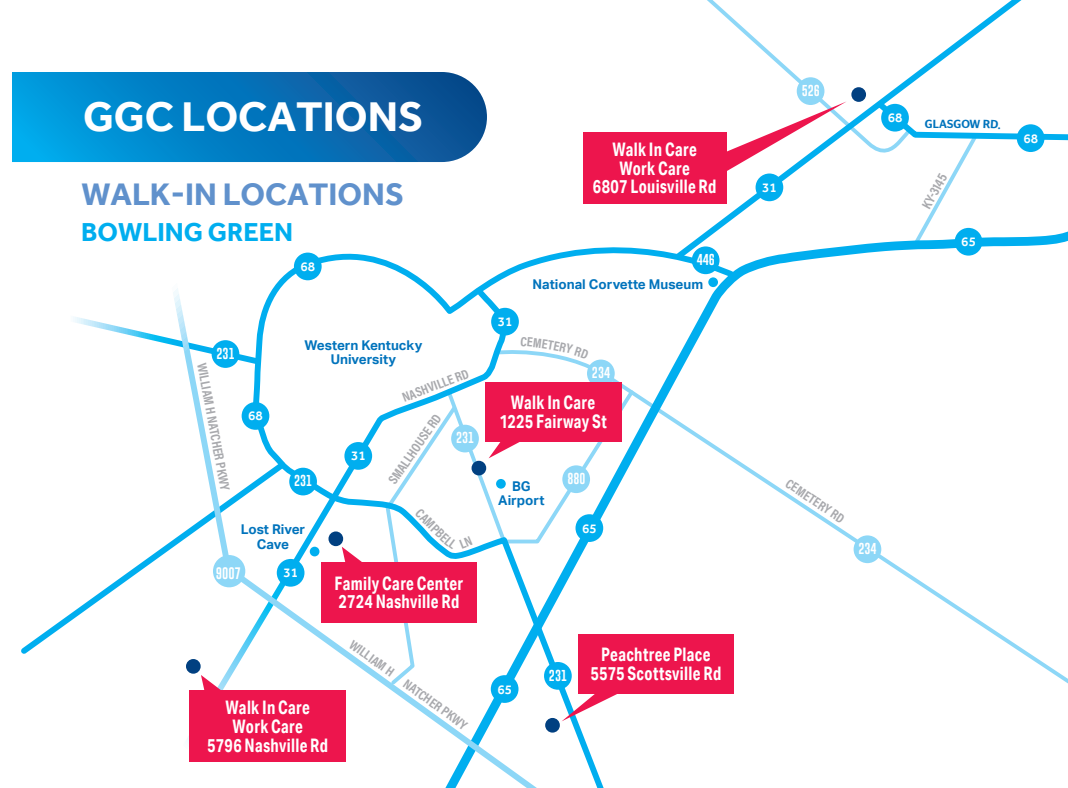 GGC LOCATIONS
WALK-IN LOCATIONS
BOWLING GREEN
526
68
GLASGOW RD.
68
Walk In Care
Work Care
6807 Louisville Rd
31
KY-3145
65
446
National Corvette Museum
68
31
231
Western Kentucky
University
CEMETERY RD
234
NASHVILLE RD
WILLIAM H NATCHER PKWY
68
Walk In Care
1225 Fairway St
SMALLHOUSE RD
231
31
231
880
BG
Airport
CEMETERY RD
65
234
CAMPBELL LN
Lost River
Cave
9007
31
Family Care Center
2724 Nashville Rd
WILLIAM H
NATCHER PKWY
Peachtree Place
5575 Scottsville Rd
65
231
Walk In Care
Work Care
5796 Nashville Rd